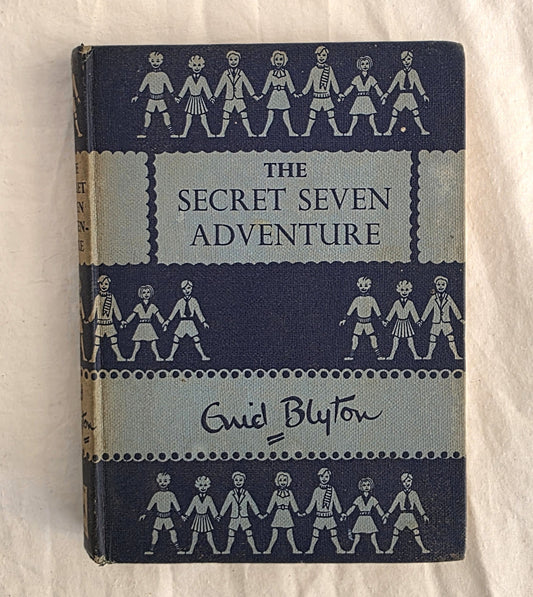 THE
SECRET SEVEN
ADVENTURE
Enid Blyton